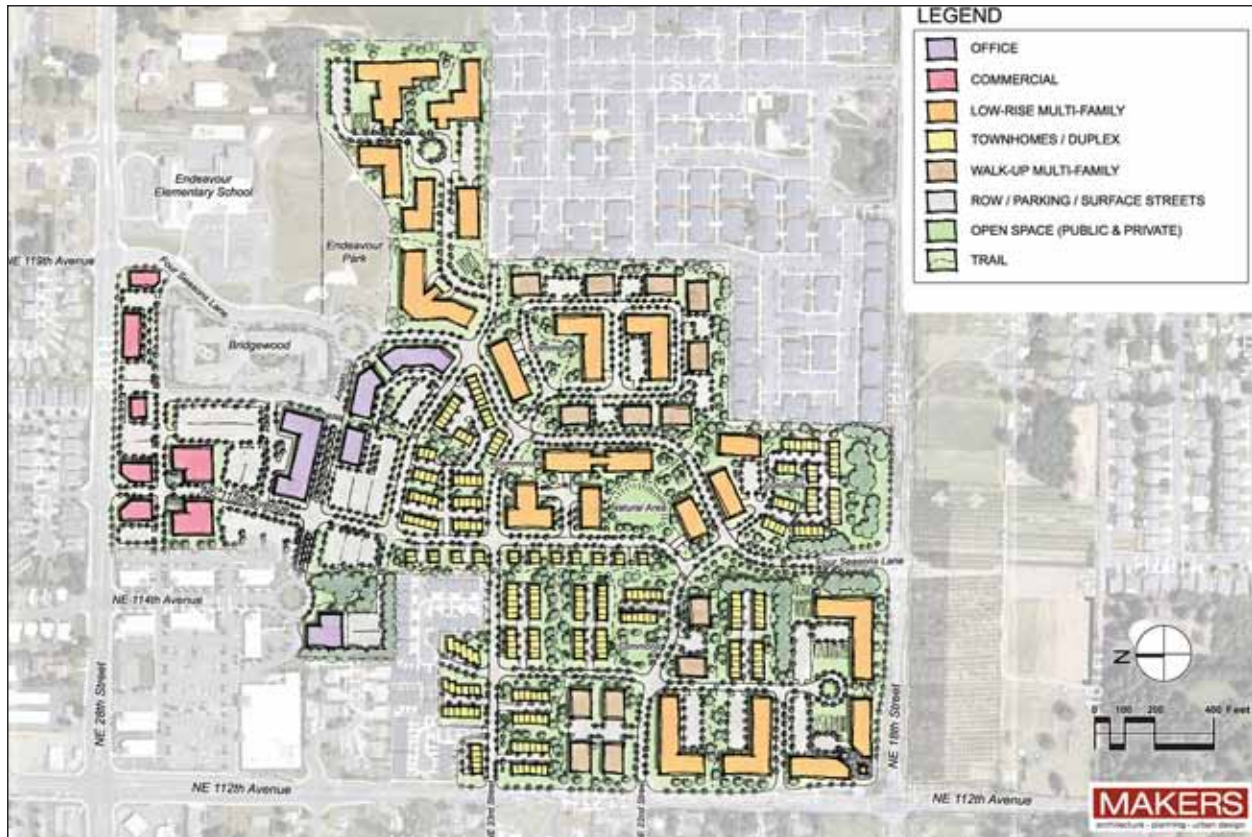 LEGEND
OFFICE
COMMERCIAL
LOW-RISE MULTI-FAMILY
TOWNHOMES / DUPLEX
WALK-UP MULTI-FAMILY
ROW / PARKING / SURFACE STREETS
OPEN SPACE (PUBLIC & PRIVATE)
TRAIL
Endeavour
Elementary School
Endeavour
Park
NE 119th Avenue
Four Seasons Lane
Bridgewood
Natural Area
Four Seasons Lane
NE 114th Avenue
NE 28th Street
NE 18th Street
NE 112th Avenue
NE 112th Avenue
N
0 100 200 400 Feet
MAKERS
architecture - planning - urban design